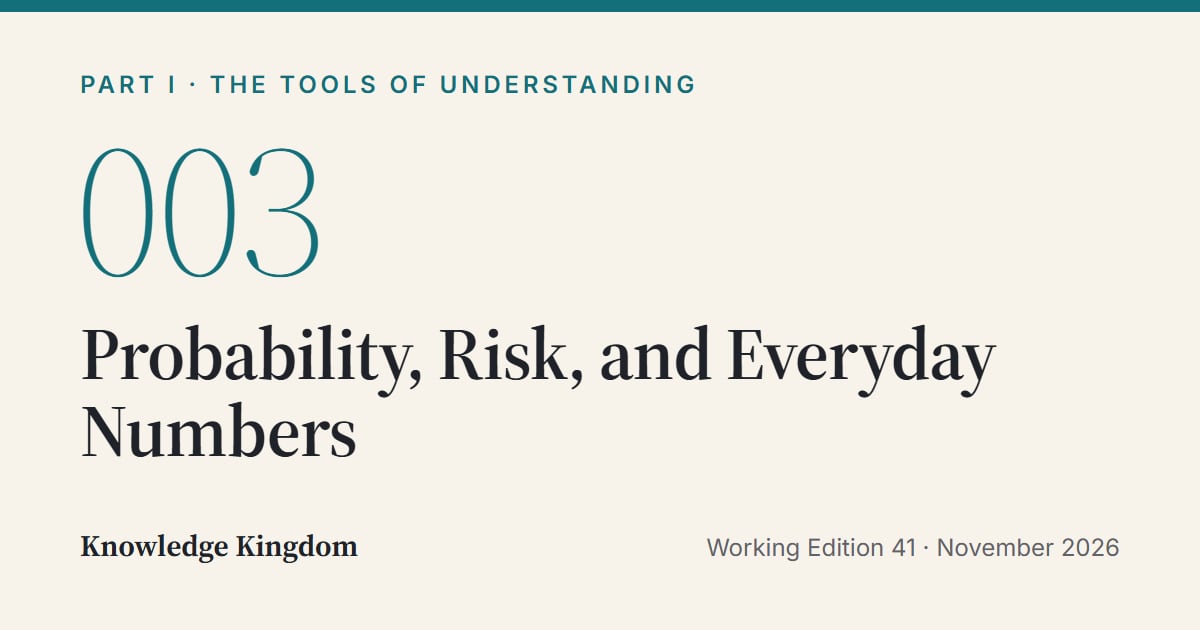 PART I · THE TOOLS OF UNDERSTANDING
003
Probability, Risk, and Everyday
Numbers
Knowledge Kingdom
Working Edition 41 · November 2026